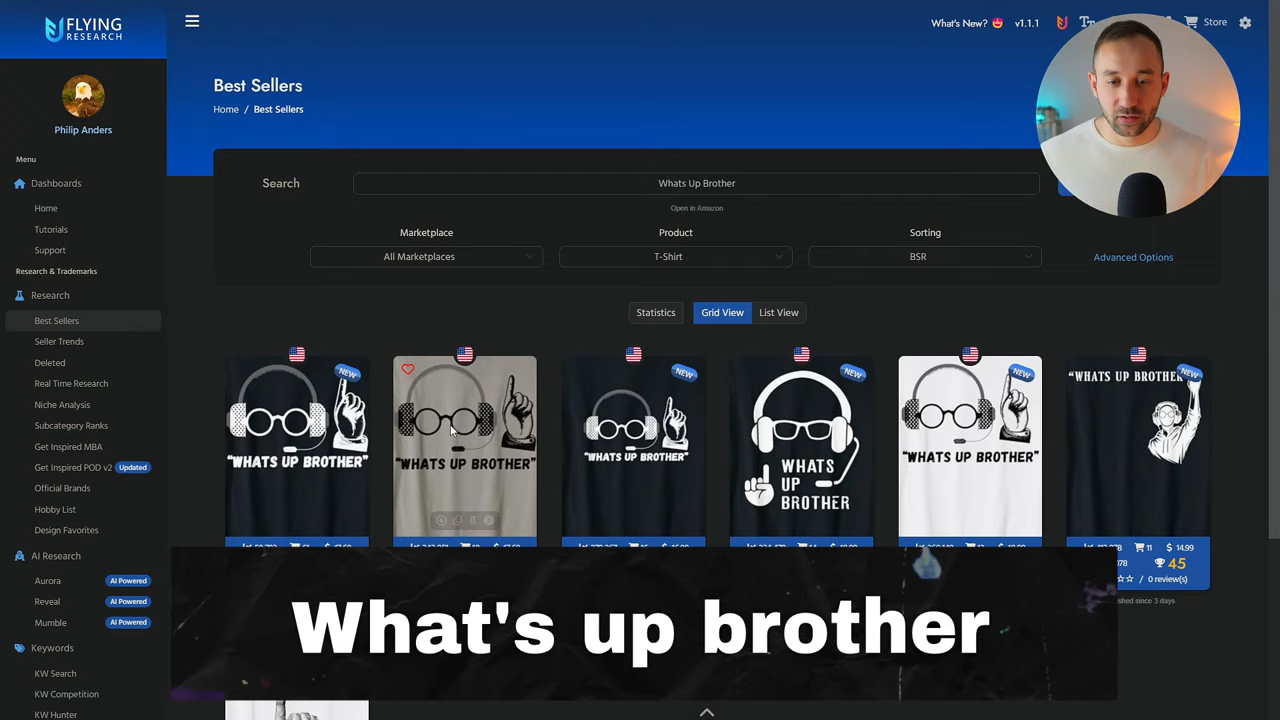 FLYING
RESEARCH
What's New?
v1.1.1
Store
Philip Anders
Menu
Dashboards
Home
Tutorials
Support
Research & Trademarks
Research
Best Sellers
Seller Trends
Deleted
Real Time Research
Niche Analysis
Subcategory Ranks
Get Inspired MBA
Get Inspired POD v2 Updated
Official Brands
Hobby List
Design Favorites
AI Research
Aurora AI Powered
Reveal AI Powered
Mumble AI Powered
Keywords
KW Search
KW Competition
KW Hunter
Best Sellers
Home / Best Sellers
Search
Whats Up Brother
Open in Amazon
Marketplace
All Marketplaces
Product
T-Shirt
Sorting
BSR
Advanced Options
Statistics
Grid View
List View
NEW
"WHATS UP BROTHER"
"WHATS UP BROTHER"
NEW
"WHATS UP BROTHER"
NEW
WHATS
UP
BROTHER
NEW
"WHATS UP BROTHER"
NEW
"WHATS UP BROTHER
11
$ 14.99
45
/ 0 review(s)
shed since 3 days
What's up brother